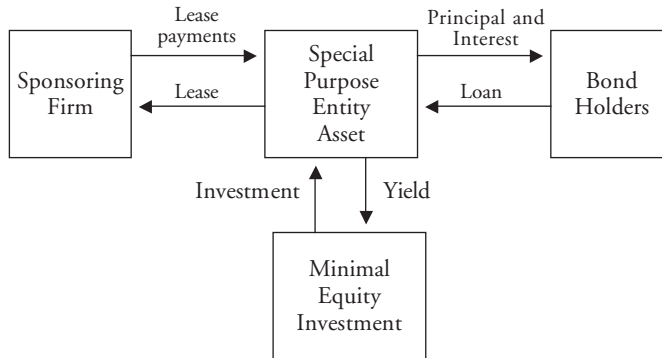 Lease
payments
Principal and
Interest
Sponsoring
Firm
Special
Purpose
Entity
Asset
Bond
Holders
Lease
Loan
Investment
Yield
Minimal
Equity
Investment